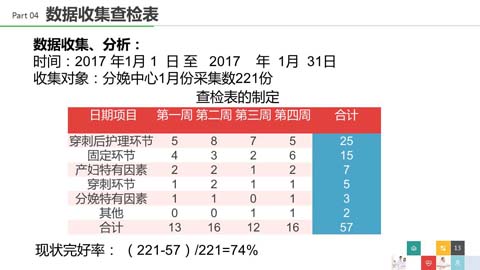 Part 04 数据收集查检表
数据收集、分析：
时间：2017 年1月 1 日 至 2017 年 1月 31日
收集对象：分娩中心1月份采集数221份
查检表的制定
日期项目 第一周 第二周 第三周 第四周 合计
穿刺后护理环节 5 8 7 5 25
固定环节 4 3 2 6 15
产妇特有因素 2 2 1 2 7
穿刺环节 1 2 1 1 5
分娩特有因素 1 1 0 1 3
其他 0 0 1 1 2
合计 13 16 12 16 57
现状完好率： （221-57）/221=74%
13